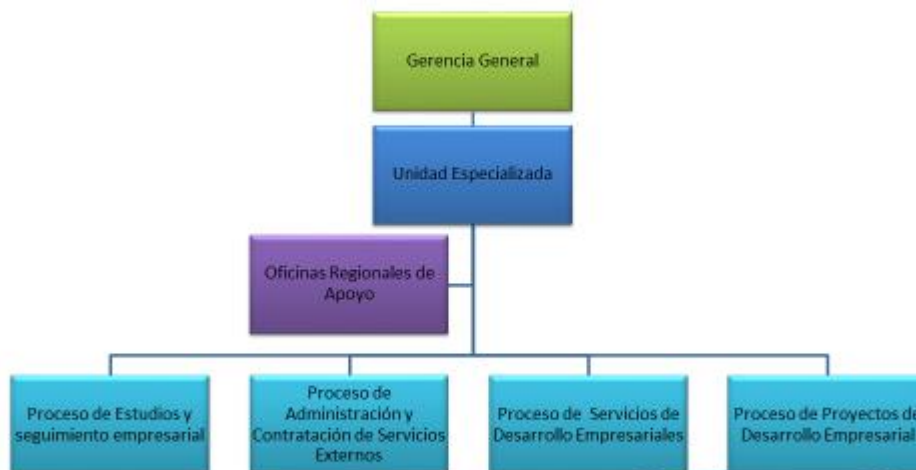 Gerencia General
Unidad Especializada
Oficinas Regionales de
Apoyo
Proceso de Estudios y
seguimiento empresarial
Proceso de
Administración y
Contratación de Servicios
Externos
Proceso de Servicios de
Desarrollo Empresariales
Proceso de Proyectos de
Desarrollo Empresarial